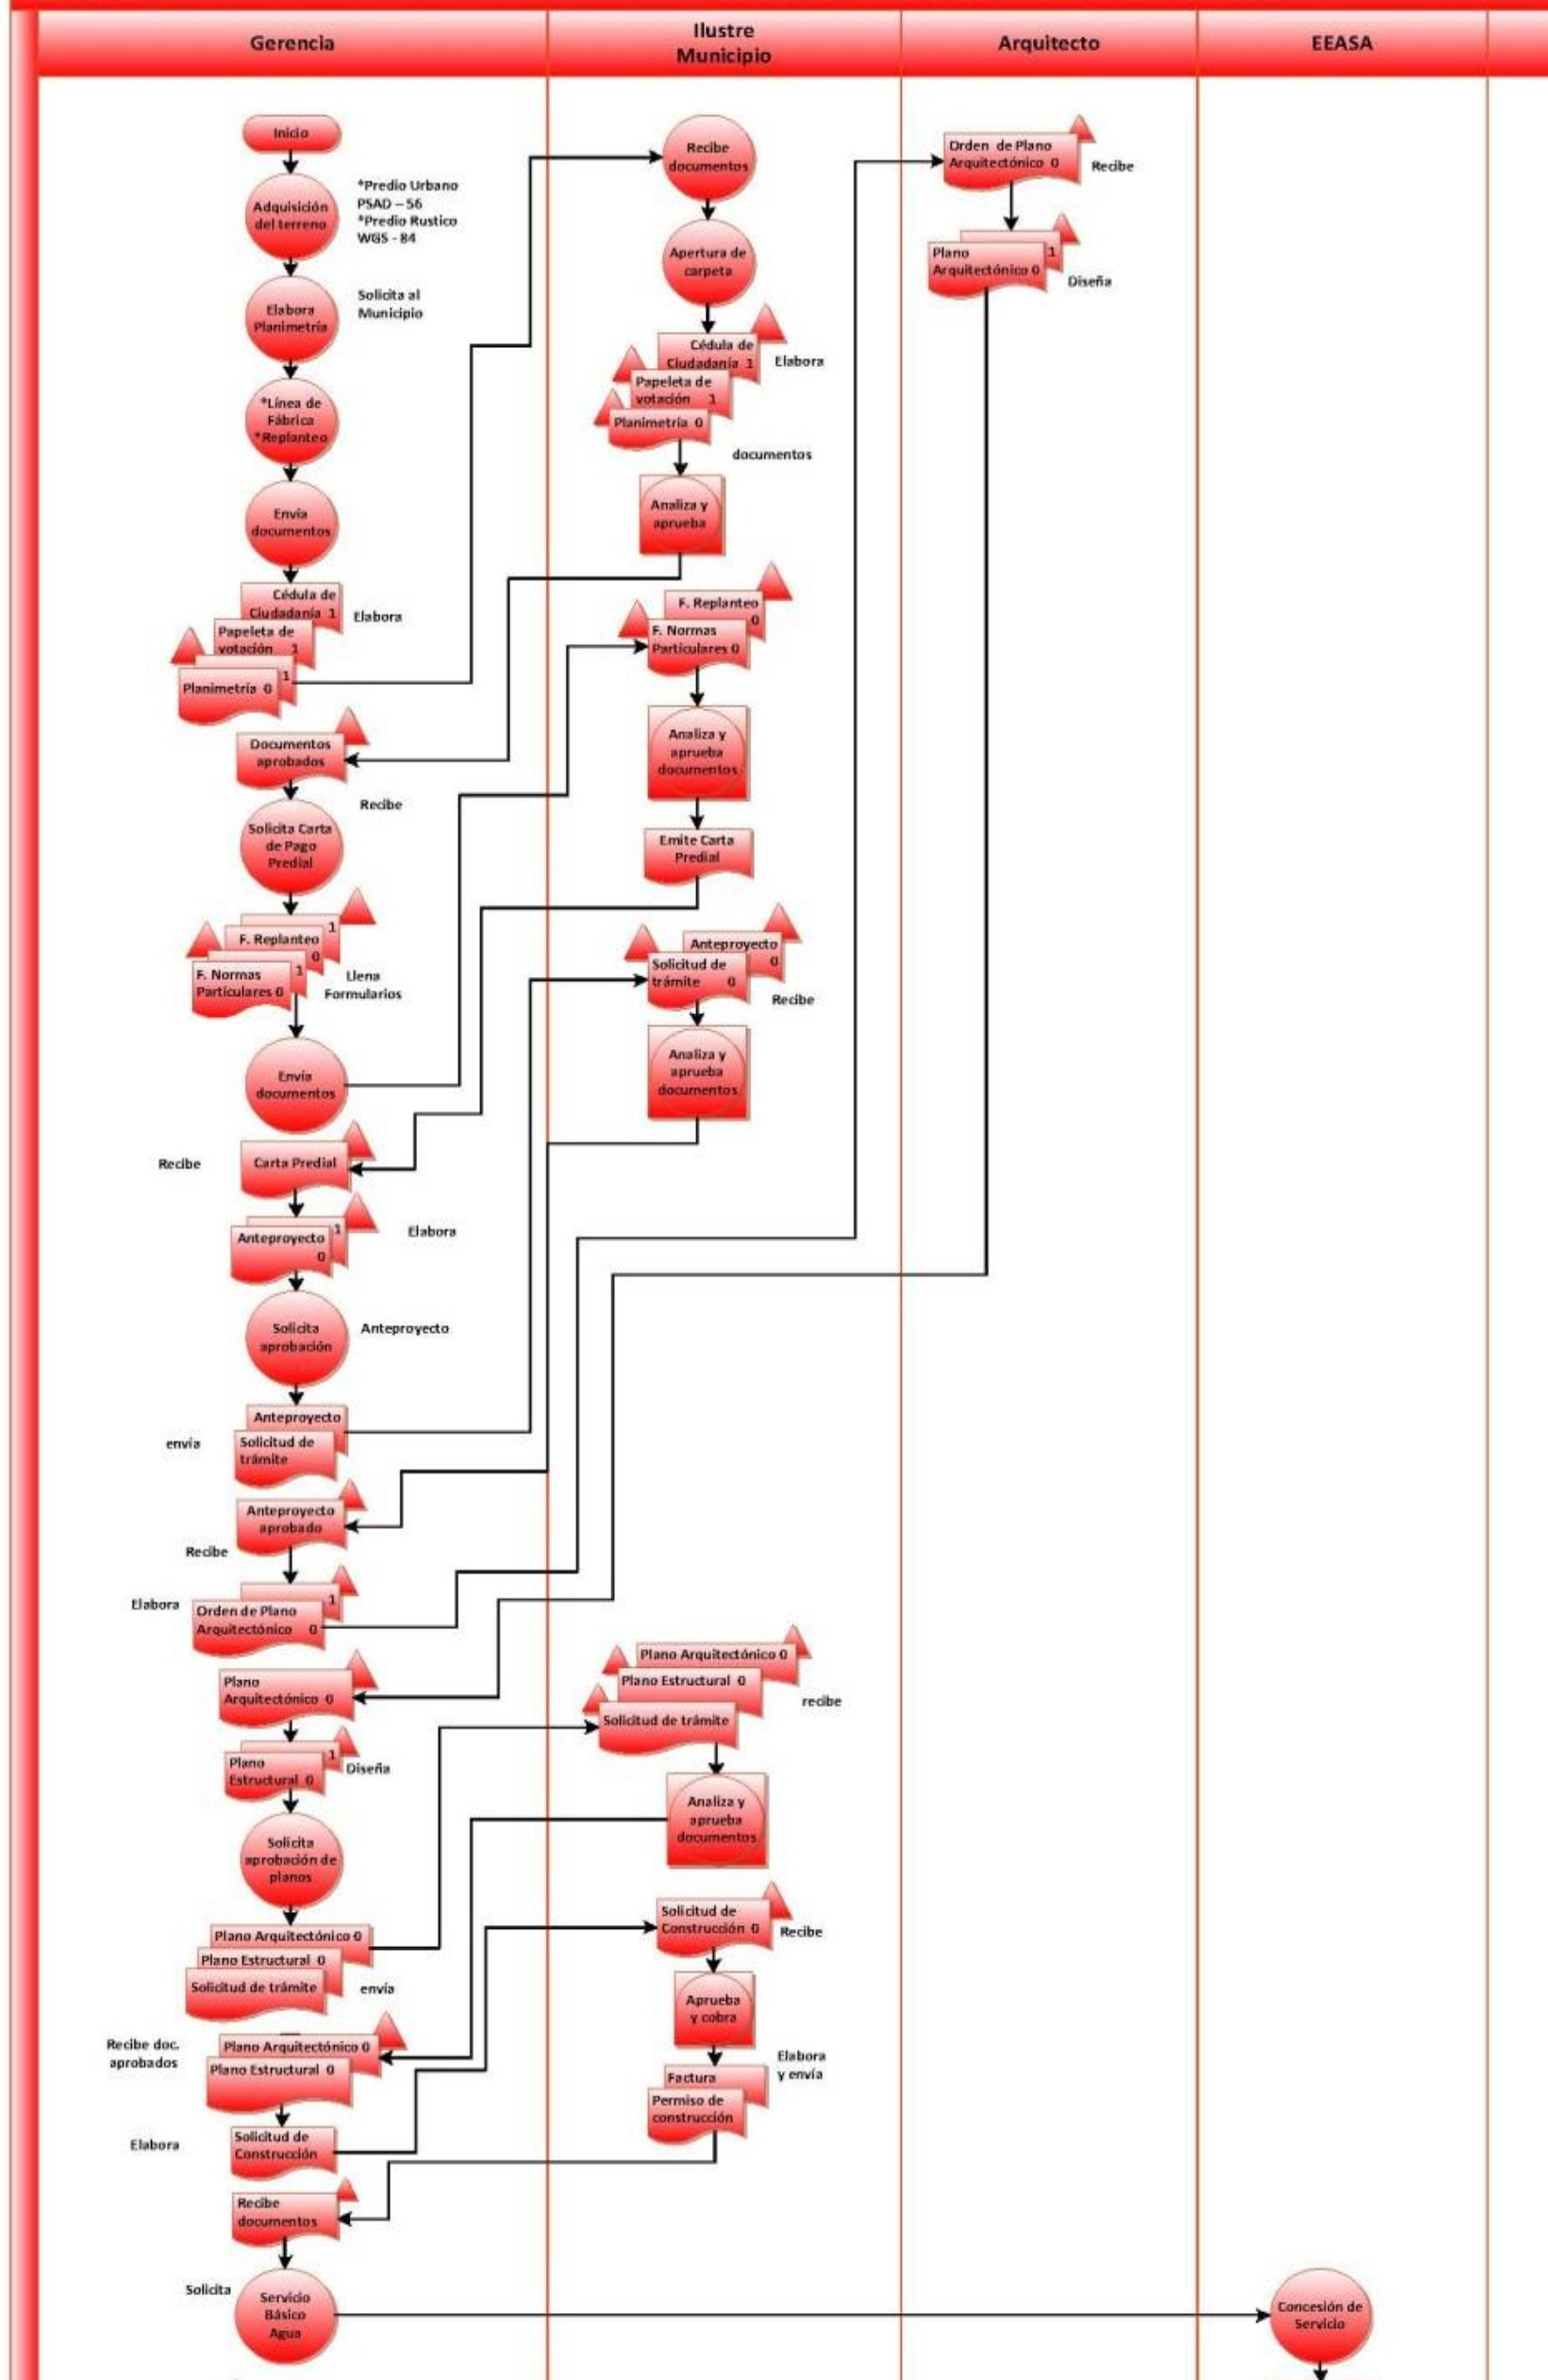 Gerencia
Ilustre
Municipio
Arquitecto
EEASA
Inicio
Adquisición
del terreno
*Predio Urbano
PSAD – 56
*Predio Rustico
WGS - 84
Elabora
Planimetría
Solicita al
Municipio
*Línea de
Fábrica
*Replanteo
Envía
documentos
Cédula de
Ciudadanía 1
Elabora
Papeleta de
votación 1
1
Planimetría 0
Documentos
aprobados
Recibe
Solicita Carta
de Pago
Predial
1
F. Replanteo
0
1
F. Normas
Particulares 0
Llena
Formularios
Envía
documentos
Recibe
Carta Predial
1
Anteproyecto
0
Elabora
Solicita
aprobación
Anteproyecto
Anteproyecto
Solicitud de
trámite
envía
Anteproyecto
aprobado
Recibe
Elabora
1
Orden de Plano
Arquitectónico 0
Plano
Arquitectónico 0
1
Plano
Estructural 0
Diseña
Solicita
aprobación de
planos
Plano Arquitectónico 0
Plano Estructural 0
Solicitud de trámite
envía
Recibe doc.
aprobados
Plano Arquitectónico 0
Plano Estructural 0
Elabora
Solicitud de
Construcción
Recibe
documentos
Solicita
Servicio
Básico
Agua
Recibe
documentos
Apertura de
carpeta
Cédula de
Ciudadanía 1
Elabora
Papeleta de
votación 1
Planimetría 0
documentos
Analiza y
aprueba
F. Replanteo
0
F. Normas
Particulares 0
Analiza y
aprueba
documentos
Emite Carta
Predial
Anteproyecto
0
Solicitud de
trámite 0
Recibe
Analiza y
aprueba
documentos
Plano Arquitectónico 0
Plano Estructural 0
Solicitud de trámite
recibe
Analiza y
aprueba
documentos
Solicitud de
Construcción 0
Recibe
Aprueba
y cobra
Elabora
y envía
Factura
Permiso de
construcción
Orden de Plano
Arquitectónico 0
Recibe
1
Plano
Arquitectónico 0
Diseña
Concesión de
Servicio